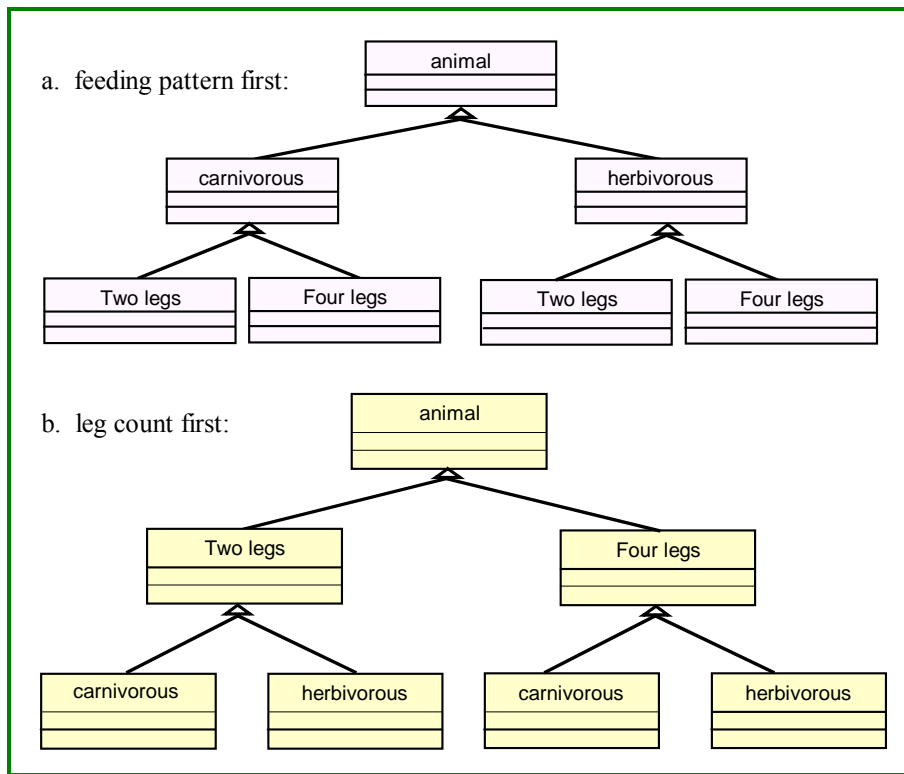 a. feeding pattern first:
animal
carnivorous
herbivorous
Two legs
Four legs
Two legs
Four legs
b. leg count first:
animal
Two legs
Four legs
carnivorous
herbivorous
carnivorous
herbivorous